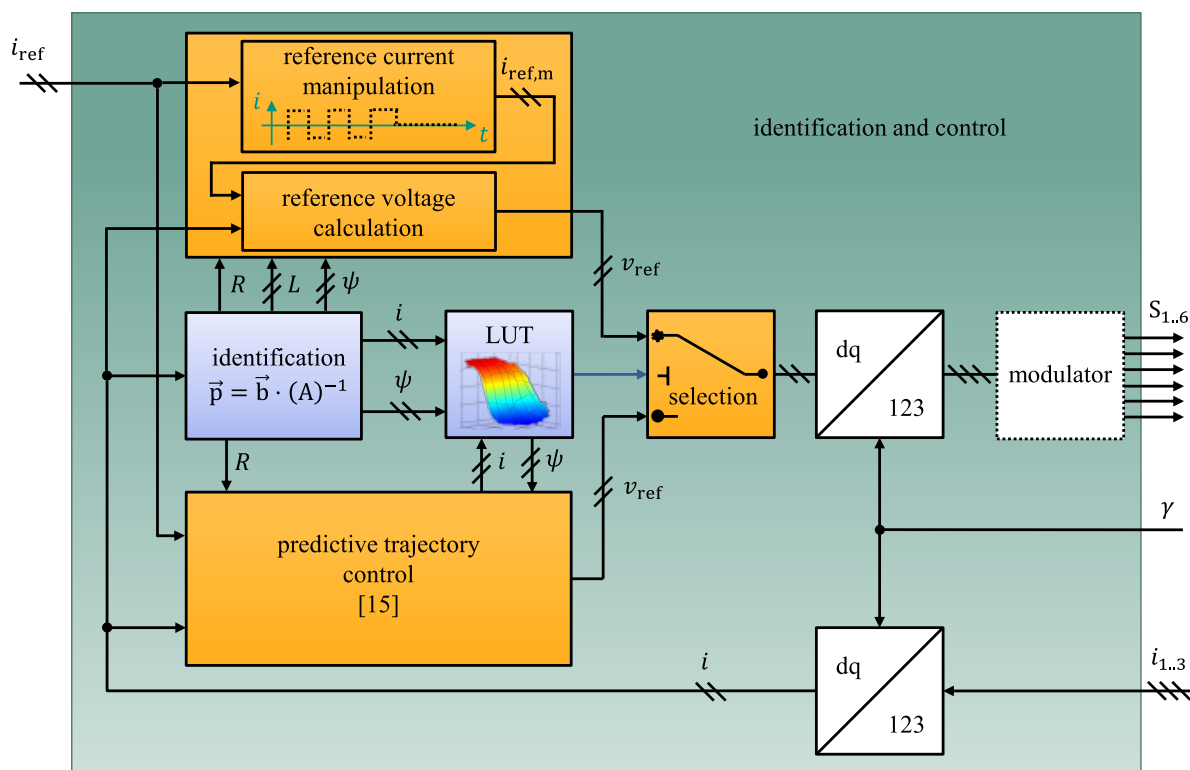 i_ref
reference current
manipulation
i
t
i_ref,m
identification and control
reference voltage
calculation
R
L
ψ
v_ref
identification
p⃗ = b⃗ · (A)⁻¹
i
ψ
LUT
selection
dq
123
modulator
S_1..6
R
i
ψ
v_ref
γ
predictive trajectory
control
[15]
i
dq
123
i_1..3